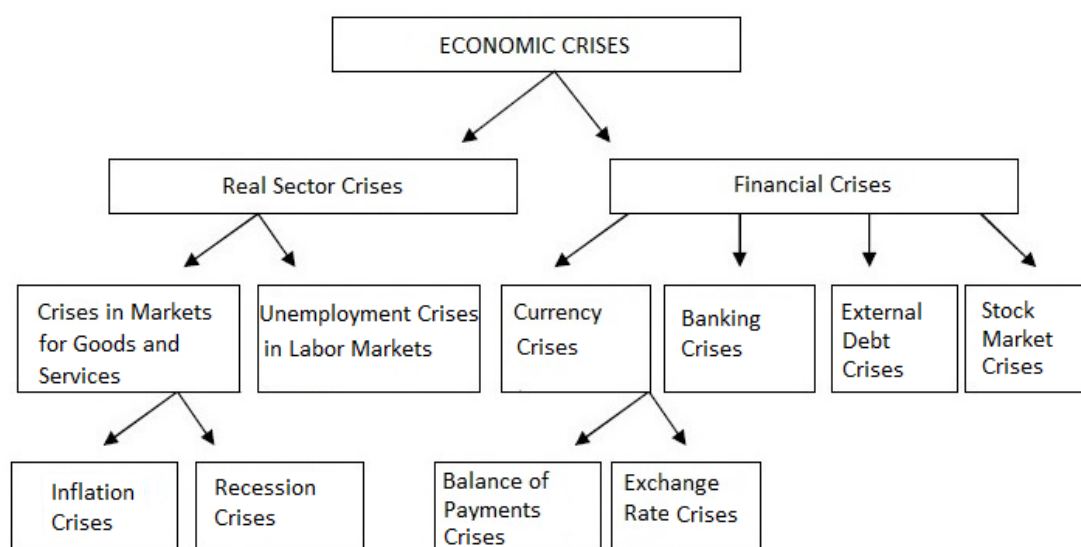 ECONOMIC CRISES
Real Sector Crises
Financial Crises
Crises in Markets
for Goods and
Services
Unemployment Crises
in Labor Markets
Currency
Crises
Banking
Crises
External
Debt
Crises
Stock
Market
Crises
Inflation
Crises
Recession
Crises
Balance of
Payments
Crises
Exchange
Rate Crises